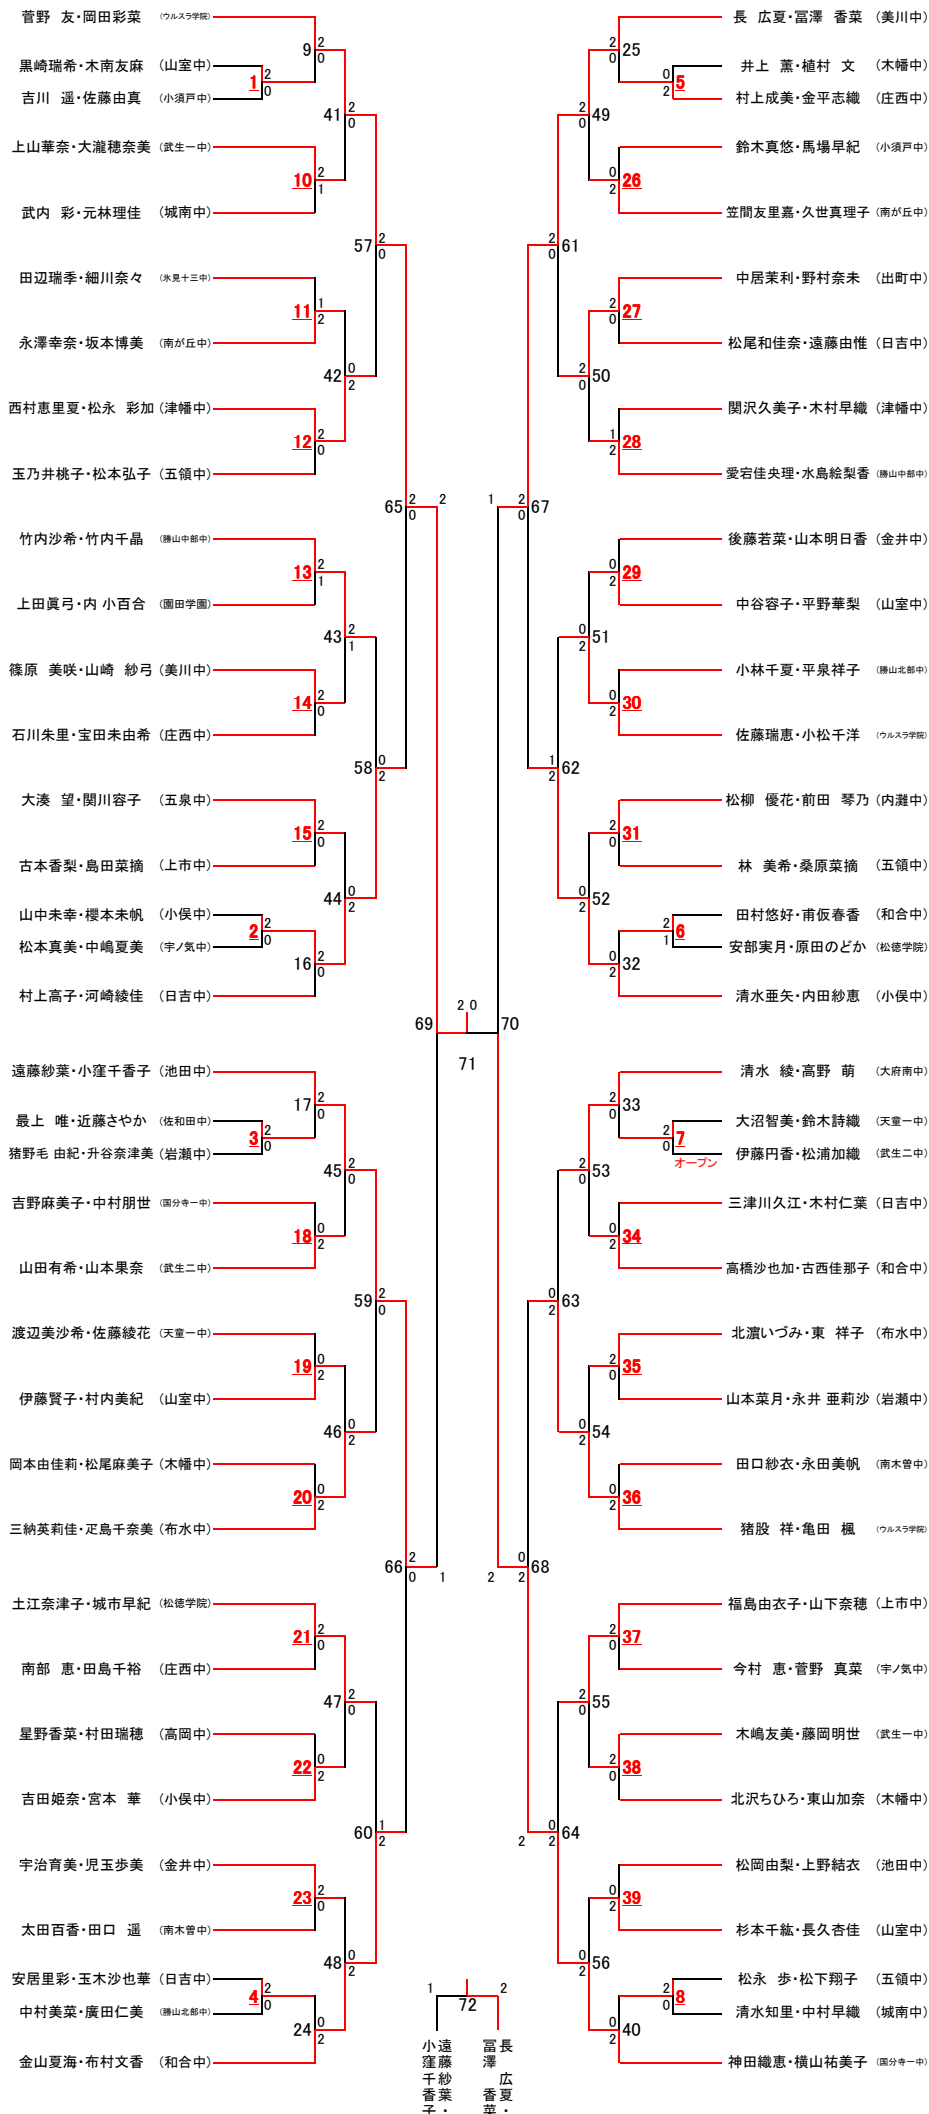 菅野 友・岡田彩菜 (ウルスラ学院)
9 2 0
黒崎瑞希・木南友麻 (山室中)
1 2 0
吉川 遥・佐藤由真 (小須戸中)
41 2 0
上山華奈・大瀧穂奈美 (武生一中)
10 2 1
武内 彩・元林理佳 (城南中)
57 2 0
田辺瑞季・細川奈々 (氷見十三中)
11 1 2
永澤幸奈・坂本博美 (南が丘中)
42 0 2
西村恵里夏・松永 彩加 (津幡中)
12 2 0
玉乃井桃子・松本弘子 (五領中)
65 2 0 2
竹内沙希・竹内千晶 (勝山中部中)
13 2 1
上田眞弓・内 小百合 (園田学園)
43 2 1
篠原 美咲・山崎 紗弓 (美川中)
14 2 0
石川朱里・宝田未由希 (庄西中)
58 0 2
大湊 望・関川容子 (五泉中)
15 2 0
古本香梨・島田菜摘 (上市中)
44 0 2
山中未幸・櫻本未帆 (小俣中)
2 2 0
松本真美・中嶋夏美 (宇ノ気中)
16 2 0
村上高子・河崎綾佳 (日吉中)
69
2 0
71
70
遠藤紗葉・小窪千香子 (池田中)
17 2 0
最上 唯・近藤さやか (佐和田中)
3 2 0
猪野毛 由紀・升谷奈津美 (岩瀬中)
45 2 0
吉野麻美子・中村朋世 (国分寺一中)
18 0 2
山田有希・山本果奈 (武生二中)
59 2 0
渡辺美沙希・佐藤綾花 (天童一中)
19 0 2
伊藤賢子・村内美紀 (山室中)
46 0 2
岡本由佳莉・松尾麻美子 (木幡中)
20 0 2
三納英莉佳・疋島千奈美 (布水中)
66 2 0 1
土江奈津子・城市早紀 (松徳学院)
21 2 0
南部 恵・田島千裕 (庄西中)
47 2 0
星野香菜・村田瑞穂 (高岡中)
22 0 2
吉田姫奈・宮本 華 (小俣中)
60 1 2
宇治育美・児玉歩美 (金井中)
23 2 0
太田百香・田口 遥 (南木曽中)
48 0 2
安居里彩・玉木沙也華 (日吉中)
4 2 0
中村美菜・廣田仁美 (勝山北部中)
24 0 2
金山夏海・布村文香 (和合中)
長 広夏・冨澤 香菜 (美川中)
2 0 25
井上 薫・植村 文 (木幡中)
0 2 5
村上成美・金平志織 (庄西中)
2 0 49
鈴木真悠・馬場早紀 (小須戸中)
0 2 26
笠間友里嘉・久世真理子 (南が丘中)
2 0 61
中居茉利・野村奈未 (出町中)
2 0 27
松尾和佳奈・遠藤由惟 (日吉中)
2 0 50
関沢久美子・木村早織 (津幡中)
1 2 28
愛宕佳央理・水島絵梨香 (勝山中部中)
1 2 0 67
後藤若菜・山本明日香 (金井中)
0 2 29
中谷容子・平野華梨 (山室中)
0 2 51
小林千夏・平泉祥子 (勝山北部中)
0 2 30
佐藤瑞恵・小松千洋 (ウルスラ学院)
1 2 62
松柳 優花・前田 琴乃 (内灘中)
2 0 31
林 美希・桑原菜摘 (五領中)
0 2 52
田村悠好・甫仮春香 (和合中)
2 1 6
安部実月・原田のどか (松徳学院)
0 2 32
清水亜矢・内田紗恵 (小俣中)
清水 綾・高野 萌 (大府南中)
2 0 33
大沼智美・鈴木詩織 (天童一中)
2 0 7
オープン
伊藤円香・松浦加織 (武生二中)
2 0 53
三津川久江・木村仁葉 (日吉中)
0 2 34
高橋沙也加・古西佳那子 (和合中)
0 2 63
北濵いづみ・東 祥子 (布水中)
2 0 35
山本菜月・永井 亜莉沙 (岩瀬中)
0 2 54
田口紗衣・永田美帆 (南木曽中)
0 2 36
猪股 祥・亀田 楓 (ウルスラ学院)
2 0 2 68
福島由衣子・山下奈穂 (上市中)
2 0 37
今村 恵・菅野 真菜 (宇ノ気中)
2 0 55
木嶋友美・藤岡明世 (武生一中)
2 0 38
北沢ちひろ・東山加奈 (木幡中)
2 0 2 64
松岡由梨・上野結衣 (池田中)
0 2 39
杉本千紘・長久杏佳 (山室中)
0 2 56
松永 歩・松下翔子 (五領中)
2 0 8
清水知里・中村早織 (城南中)
0 2 40
神田織恵・横山祐美子 (国分寺一中)
1 2
72
遠藤紗葉・
小窪千香子
長 広夏・
冨澤 香菜